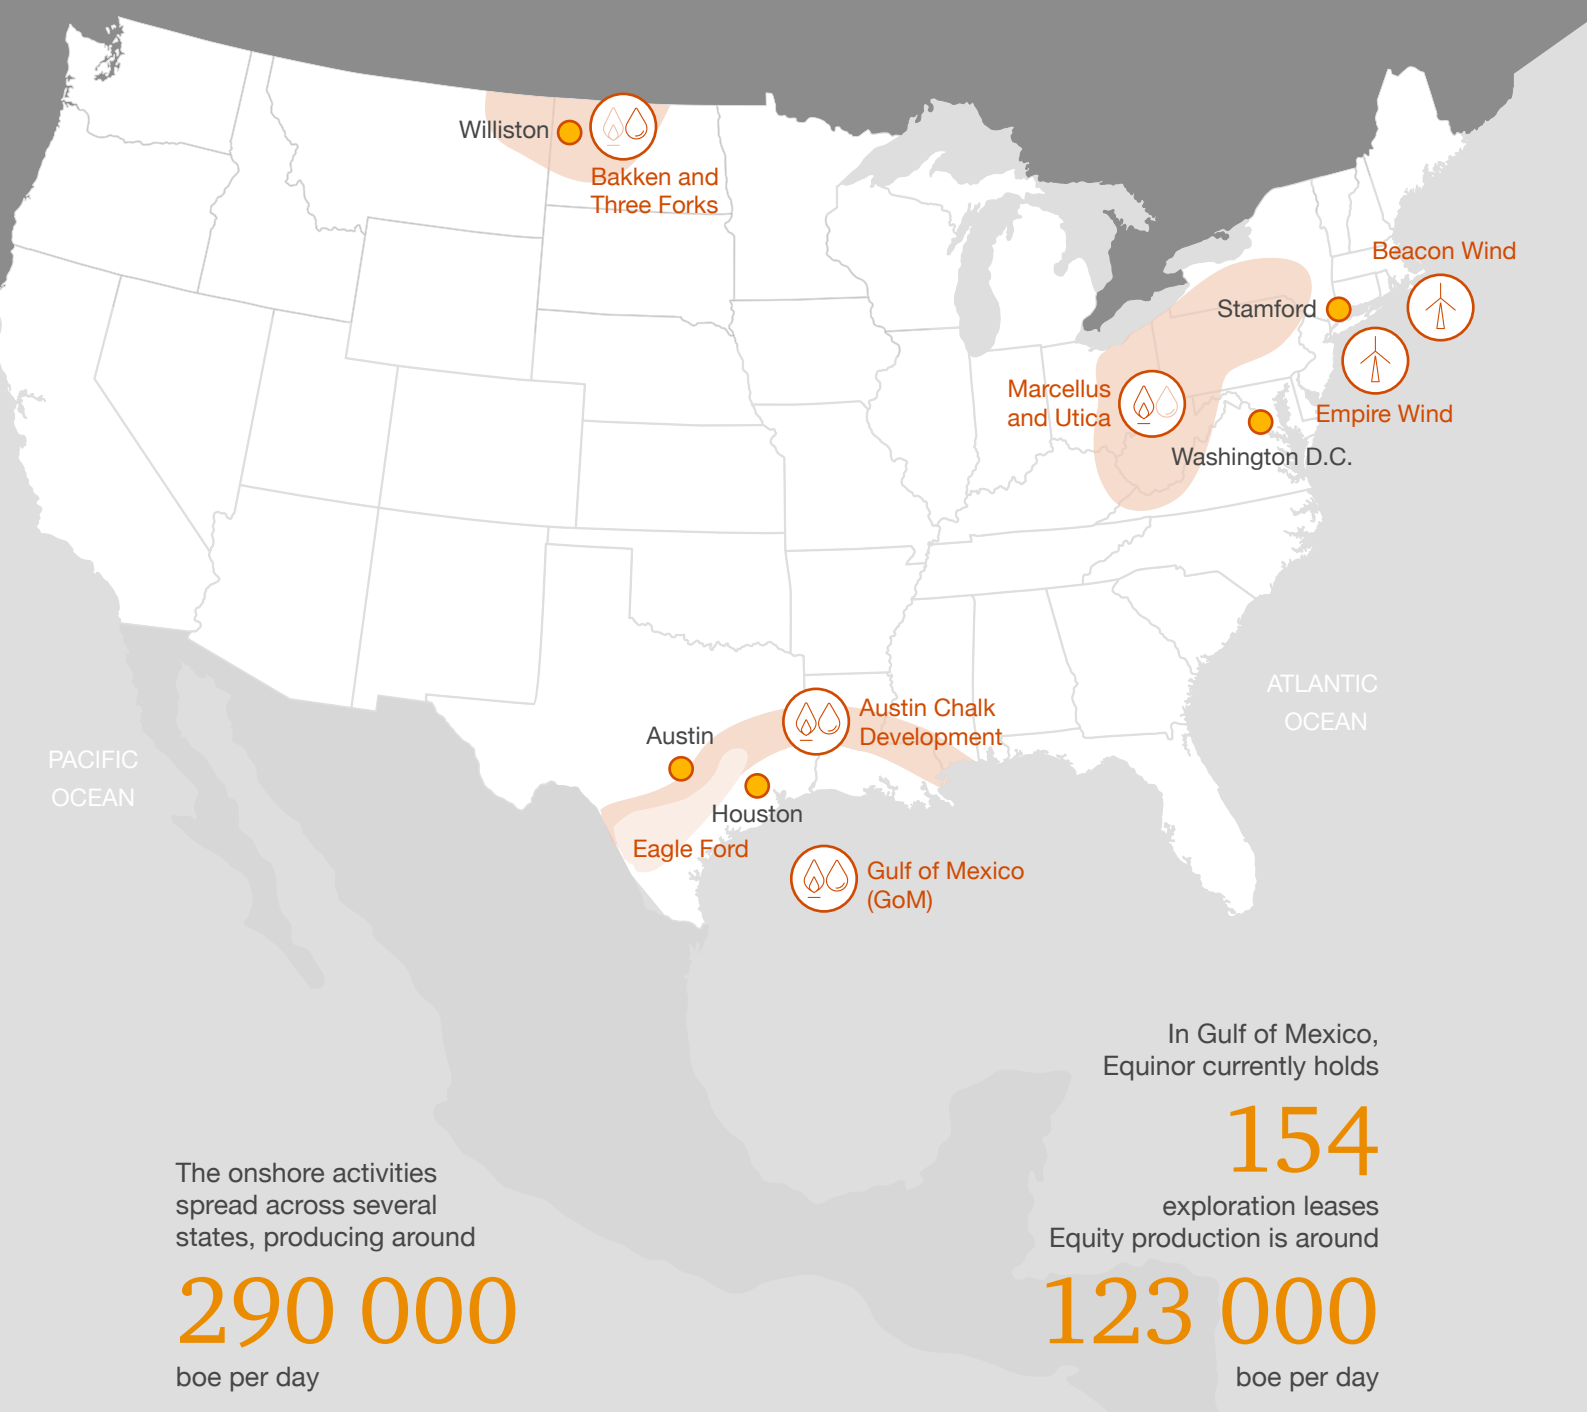 Williston
Bakken and
Three Forks
Beacon Wind
Stamford
Marcellus
and Utica
Empire Wind
Washington D.C.
ATLANTIC
OCEAN
Austin Chalk
Development
Austin
PACIFIC
OCEAN
Houston
Eagle Ford
Gulf of Mexico
(GoM)
The onshore activities
spread across several
states, producing around
290 000
boe per day
In Gulf of Mexico,
Equinor currently holds
154
exploration leases
Equity production is around
123 000
boe per day